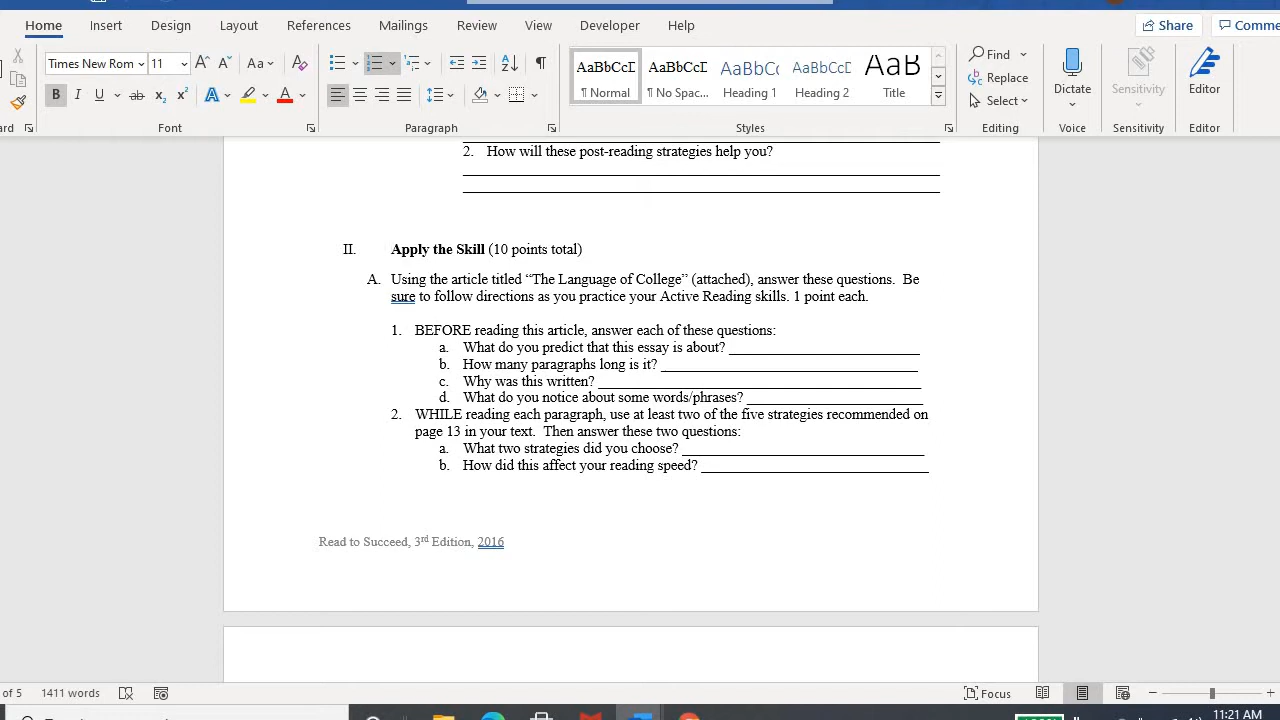 Home Insert Design Layout References Mailings Review View Developer Help Share Comme
Times New Rom 11 Aa Find
AaBbCcI AaBbCcI AaBbC AaBbCcI AaB Replace Dictate Sensitivity Editor
B I U ab x₂ x² A A ¶ Normal ¶ No Spac... Heading 1 Heading 2 Title Select
ard Font Paragraph Styles Editing Voice Sensitivity Editor
2. How will these post-reading strategies help you?
II. Apply the Skill (10 points total)
A. Using the article titled “The Language of College” (attached), answer these questions. Be
sure to follow directions as you practice your Active Reading skills. 1 point each.
1. BEFORE reading this article, answer each of these questions:
a. What do you predict that this essay is about?
b. How many paragraphs long is it?
c. Why was this written?
d. What do you notice about some words/phrases?
2. WHILE reading each paragraph, use at least two of the five strategies recommended on
page 13 in your text. Then answer these two questions:
a. What two strategies did you choose?
b. How did this affect your reading speed?
Read to Succeed, 3rd Edition, 2016
of 5 1411 words Focus
11:21 AM